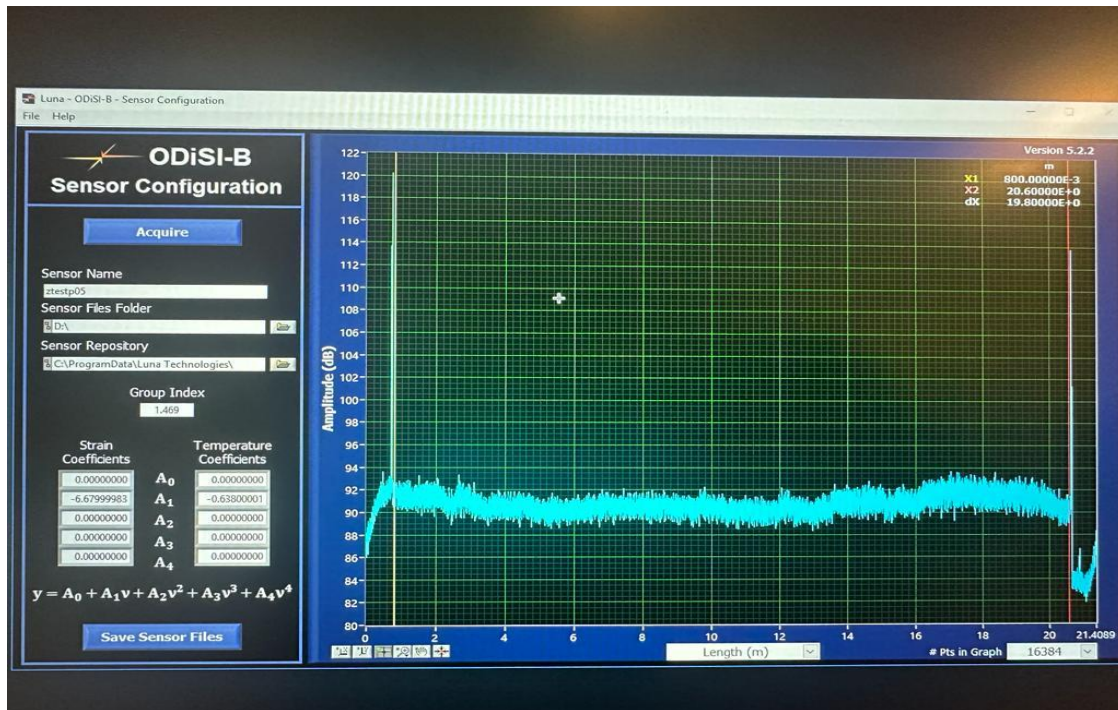 Luna - ODiSI-B - Sensor Configuration
File Help
ODiSI-B
Sensor Configuration
Acquire
Sensor Name
ztestp05
Sensor Files Folder
D:\
Sensor Repository
C:\ProgramData\Luna Technologies\
Group Index
1.469
Strain Coefficients
Temperature Coefficients
0.00000000 A0 0.00000000
-6.67999983 A1 -0.63800001
0.00000000 A2 0.00000000
0.00000000 A3 0.00000000
0.00000000 A4 0.00000000
y = A0 + A1ν + A2ν² + A3ν³ + A4ν⁴
Save Sensor Files
Version 5.2.2
m
X1 800.00000E-3
X2 20.60000E+0
dX 19.80000E+0
Amplitude (dB)
122
120
118
116
114
112
110
108
106
104
102
100
98
96
94
92
90
88
86
84
82
80
0 2 4 6 8 10 12 14 16 18 20 21.4089
Length (m)
# Pts in Graph 16384